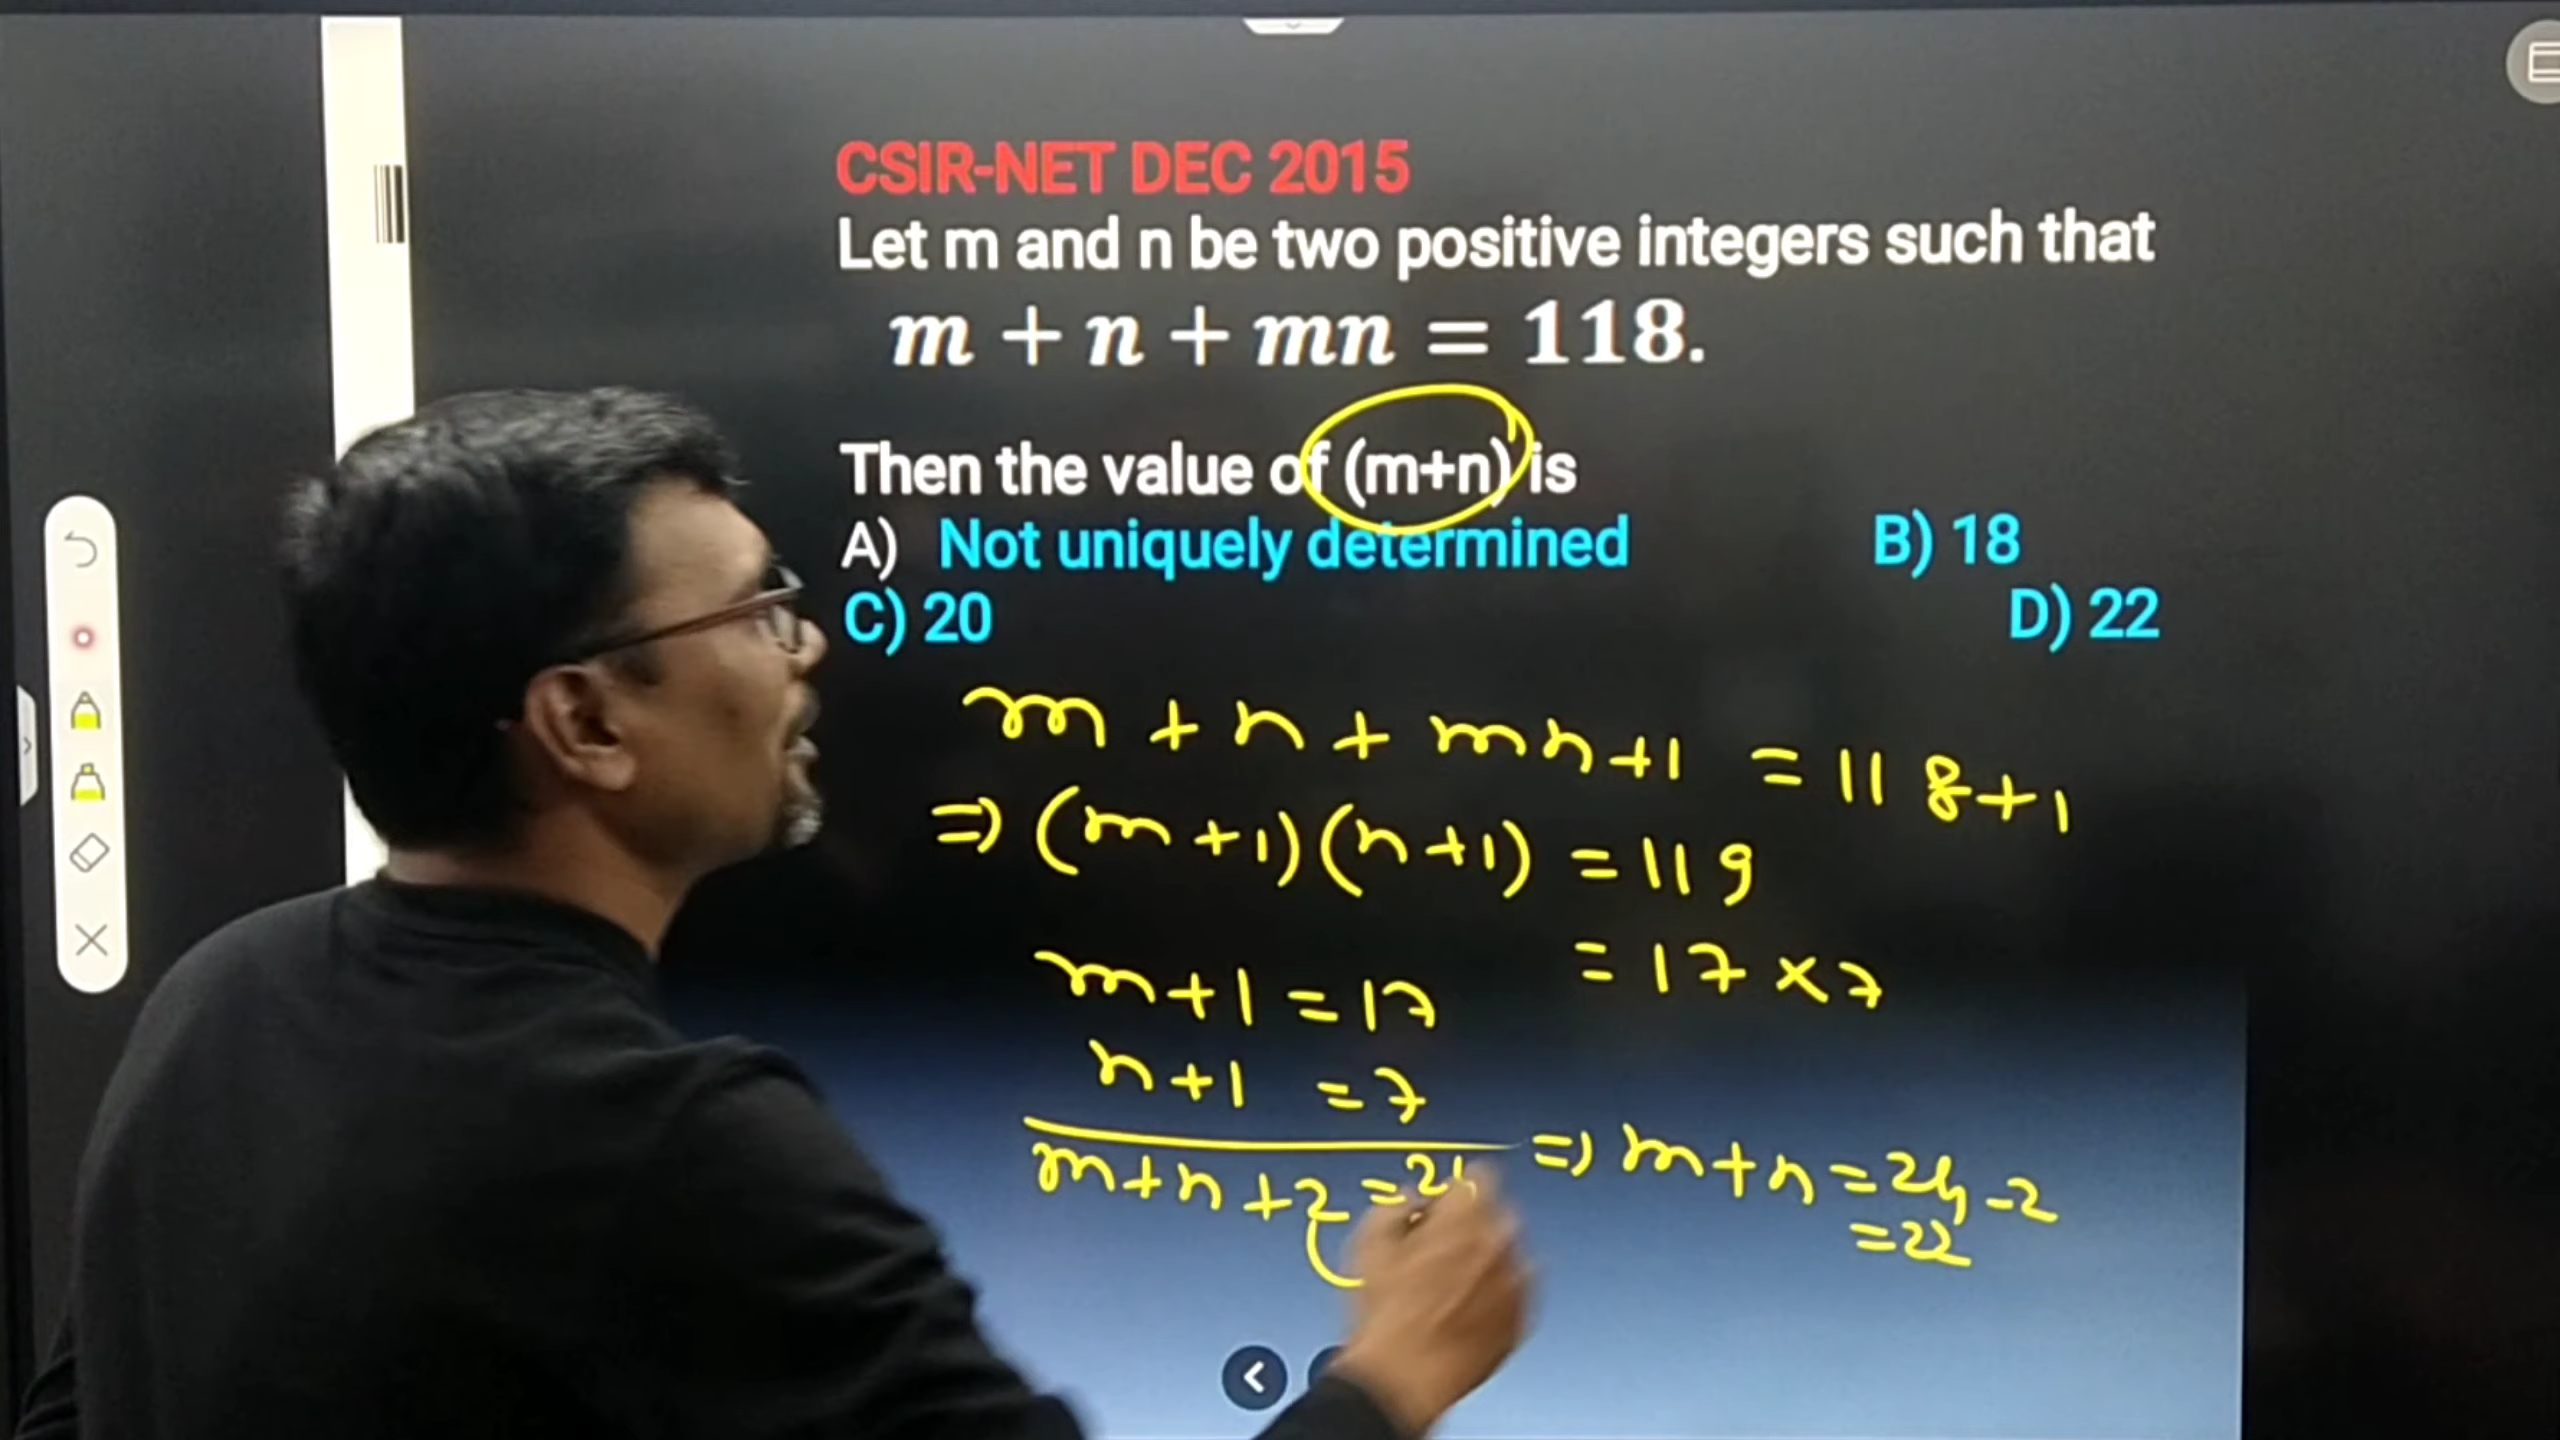 CSIR-NET DEC 2015
Let m and n be two positive integers such that
m + n + mn = 118.
Then the value of (m+n) is
A) Not uniquely determined B) 18
C) 20 D) 22
m + n + mn + 1 = 118 + 1
⇒ (m + 1)(n + 1) = 119
= 17 × 7
m + 1 = 17
n + 1 = 7
m + n + 2 = 24 ⇒ m + n = 24 - 2
= 22